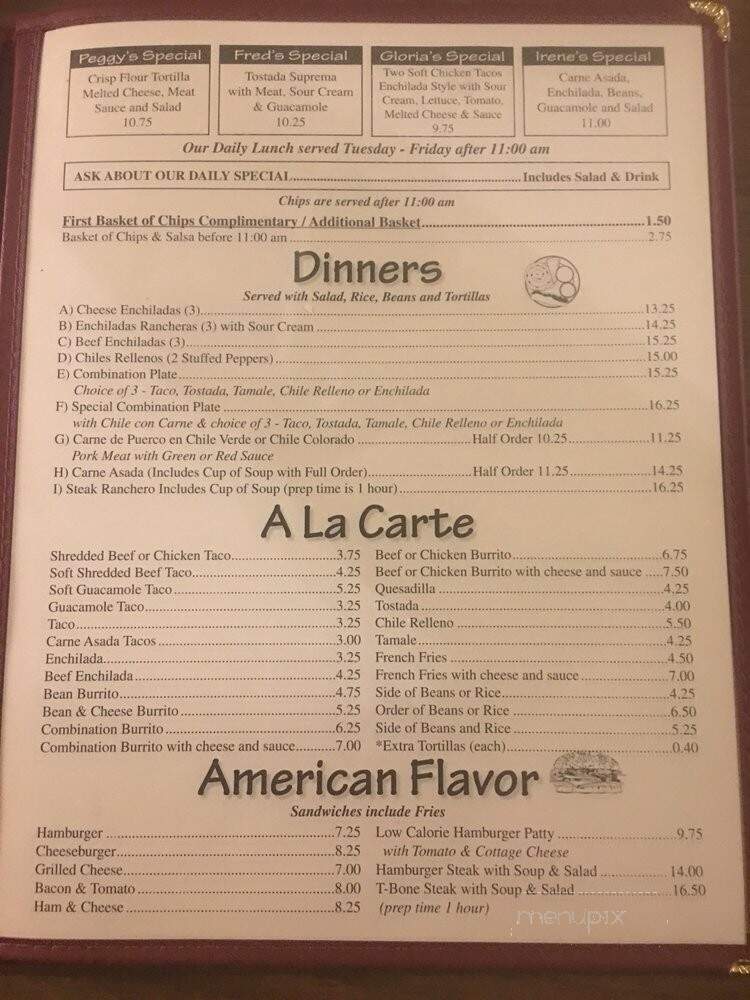 Peggy's Special
Crisp Flour Tortilla
Melted Cheese, Meat
Sauce and Salad
10.75
Fred's Special
Tostada Suprema
with Meat, Sour Cream
& Guacamole
10.25
Gloria's Special
Two Soft Chicken Tacos
Enchilada Style with Sour
Cream, Lettuce, Tomato,
Melted Cheese & Sauce
9.75
Irene's Special
Carne Asada,
Enchilada, Beans,
Guacamole and Salad
11.00
Our Daily Lunch served Tuesday - Friday after 11:00 am
ASK ABOUT OUR DAILY SPECIAL Includes Salad & Drink
Chips are served after 11:00 am
First Basket of Chips Complimentary / Additional Basket 1.50
Basket of Chips & Salsa before 11:00 am 2.75
Dinners
Served with Salad, Rice, Beans and Tortillas
A) Cheese Enchiladas (3) 13.25
B) Enchiladas Rancheras (3) with Sour Cream 14.25
C) Beef Enchiladas (3) 15.25
D) Chiles Rellenos (2 Stuffed Peppers) 15.00
E) Combination Plate 15.25
Choice of 3 - Taco, Tostada, Tamale, Chile Relleno or Enchilada
F) Special Combination Plate 16.25
with Chile con Carne & choice of 3 - Taco, Tostada, Tamale, Chile Relleno or Enchilada
G) Carne de Puerco en Chile Verde or Chile Colorado Half Order 10.25 11.25
Pork Meat with Green or Red Sauce
H) Carne Asada (Includes Cup of Soup with Full Order) Half Order 11.25 14.25
I) Steak Ranchero Includes Cup of Soup (prep time is 1 hour) 16.25
A La Carte
Shredded Beef or Chicken Taco 3.75
Soft Shredded Beef Taco 4.25
Soft Guacamole Taco 5.25
Guacamole Taco 3.25
Taco 3.25
Carne Asada Tacos 3.00
Enchilada 3.25
Beef Enchilada 4.25
Bean Burrito 4.75
Bean & Cheese Burrito 5.25
Combination Burrito 6.25
Combination Burrito with cheese and sauce 7.00
Beef or Chicken Burrito 6.75
Beef or Chicken Burrito with cheese and sauce 7.50
Quesadilla 4.25
Tostada 4.00
Chile Relleno 5.50
Tamale 4.25
French Fries 4.50
French Fries with cheese and sauce 7.00
Side of Beans or Rice 4.25
Order of Beans or Rice 6.50
Side of Beans and Rice 5.25
*Extra Tortillas (each) 0.40
American Flavor
Sandwiches include Fries
Hamburger 7.25
Cheeseburger 8.25
Grilled Cheese 7.00
Bacon & Tomato 8.00
Ham & Cheese 8.25
Low Calorie Hamburger Patty 9.75
with Tomato & Cottage Cheese
Hamburger Steak with Soup & Salad 14.00
T-Bone Steak with Soup & Salad 16.50
(prep time 1 hour)
menupix